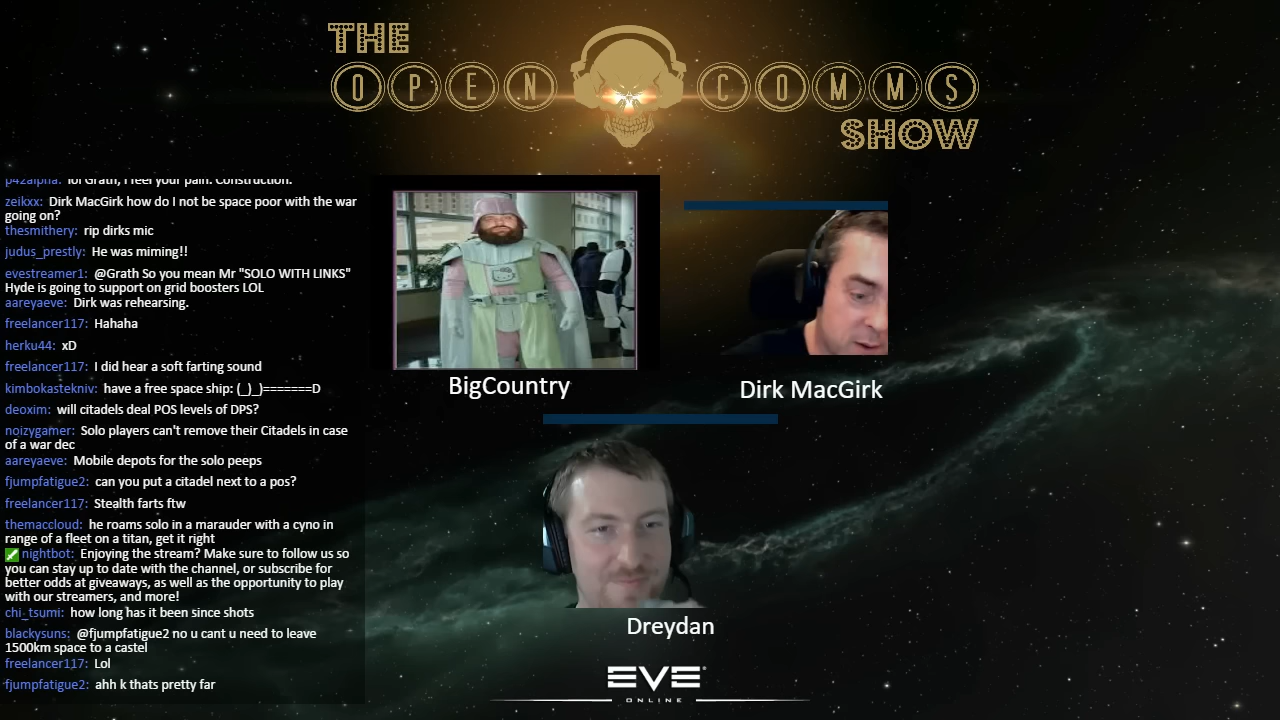 THE
OPEN COMMS
SHOW
p42alpha: lol Grath, I feel your pain. Construction.
zeikxx: Dirk MacGirk how do I not be space poor with the war
going on?
thesmithery: rip dirks mic
judus_prestly: He was miming!!
evestreamer1: @Grath So you mean Mr "SOLO WITH LINKS"
Hyde is going to support on grid boosters LOL
aareyaeve: Dirk was rehearsing.
freelancer117: Hahaha
herku44: xD
freelancer117: I did hear a soft farting sound
kimbokastekniv: have a free space ship: (_)_)=======D
deoxim: will citadels deal POS levels of DPS?
noizygamer: Solo players can't remove their Citadels in case
of a war dec
aareyaeve: Mobile depots for the solo peeps
fjumpfatigue2: can you put a citadel next to a pos?
freelancer117: Stealth farts ftw
themaccloud: he roams solo in a marauder with a cyno in
range of a fleet on a titan, get it right
nightbot: Enjoying the stream? Make sure to follow us so
you can stay up to date with the channel, or subscribe for
better odds at giveaways, as well as the opportunity to play
with our streamers, and more!
chi_tsumi: how long has it been since shots
blackysuns: @fjumpfatigue2 no u cant u need to leave
1500km space to a castel
freelancer117: Lol
fjumpfatigue2: ahh k thats pretty far
BigCountry
Dirk MacGirk
Dreydan
EVE
ONLINE